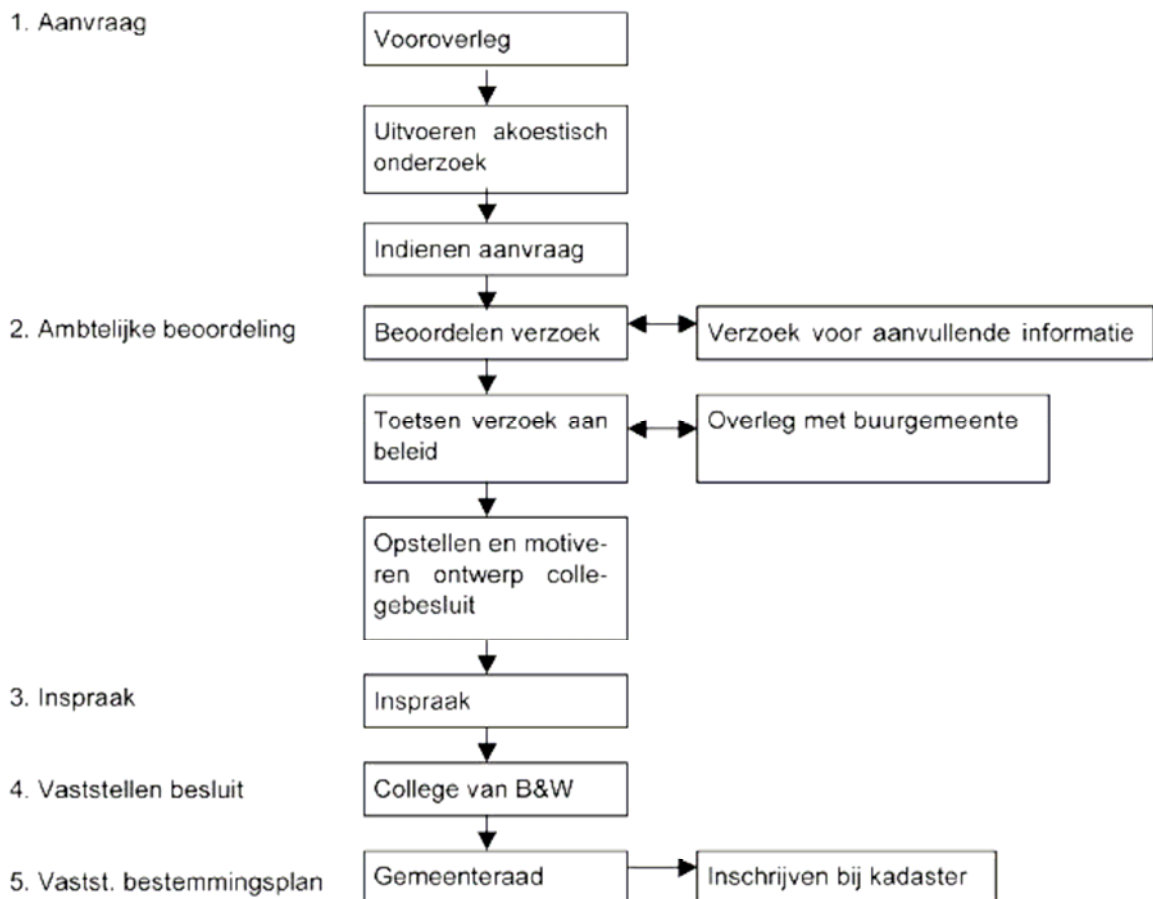 1. Aanvraag
Vooroverleg
Uitvoeren akoestisch
onderzoek
Indienen aanvraag
2. Ambtelijke beoordeling
Beoordelen verzoek
Verzoek voor aanvullende informatie
Toetsen verzoek aan
beleid
Overleg met buurgemeente
Opstellen en motive-
ren ontwerp colle-
gebesluit
3. Inspraak
Inspraak
4. Vaststellen besluit
College van B&W
5. Vastst. bestemmingsplan
Gemeenteraad
Inschrijven bij kadaster